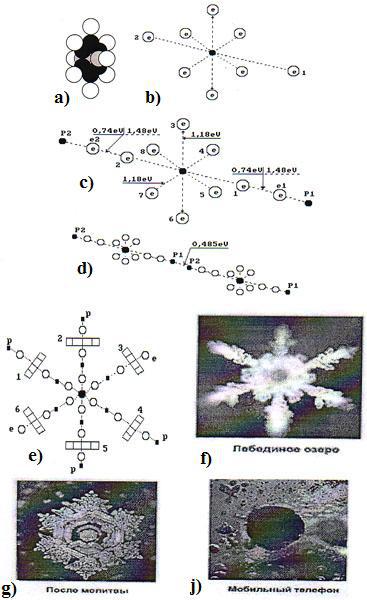 a)
b)
e
2 e e e
e e e 1
e
P2 0,74eV 1,48eV 3 e 1,18eV
e2 e 8 e e 4
c) 2 0,74eV 1,48eV
1,18eV 1 e1
7 e e 5 P1
6 e
P2
d) P1 P2 0,485eV
P1
p p
2 3 e
1
6 4
e p
e) p 5
f)
Лебединое озеро
g) После молитвы
j) Мобильный телефон